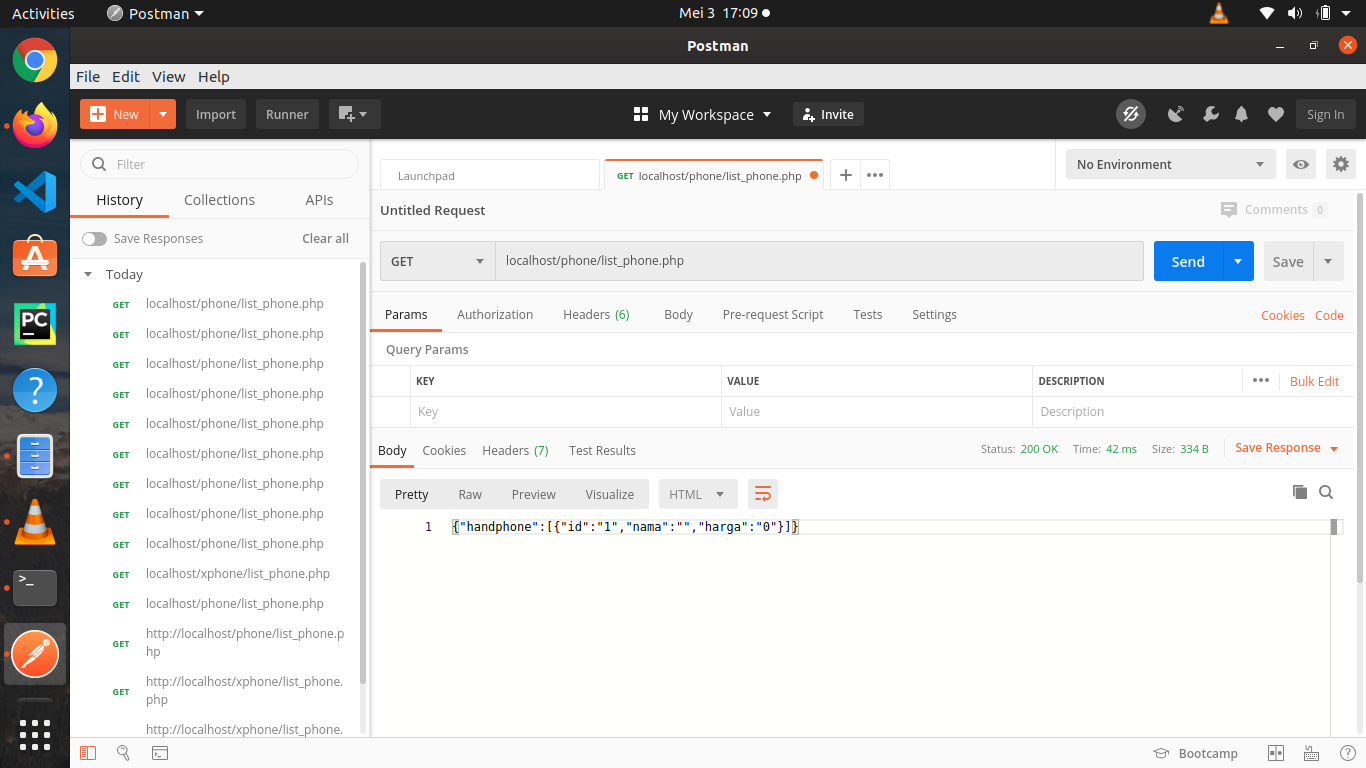 Activities Postman Mei 3 17:09
Postman
File Edit View Help
New Import Runner My Workspace Invite Sign In
Filter
History Collections APIs
Save Responses Clear all
Today
GET localhost/phone/list_phone.php
GET localhost/phone/list_phone.php
GET localhost/phone/list_phone.php
GET localhost/phone/list_phone.php
GET localhost/phone/list_phone.php
GET localhost/phone/list_phone.php
GET localhost/phone/list_phone.php
GET localhost/phone/list_phone.php
GET localhost/phone/list_phone.php
GET localhost/xphone/list_phone.php
GET localhost/phone/list_phone.php
GET http://localhost/phone/list_phone.p
hp
GET http://localhost/xphone/list_phone.
php
http://localhost/xphone/list_phone.
Launchpad GET localhost/phone/list_phone.php No Environment
Untitled Request Comments 0
GET localhost/phone/list_phone.php Send Save
Params Authorization Headers (6) Body Pre-request Script Tests Settings Cookies Code
Query Params
KEY VALUE DESCRIPTION Bulk Edit
Key Value Description
Body Cookies Headers (7) Test Results Status: 200 OK Time: 42 ms Size: 334 B Save Response
Pretty Raw Preview Visualize HTML
1 {"handphone":[{"id":"1","nama":"","harga":"0"}]}
PC
Bootcamp